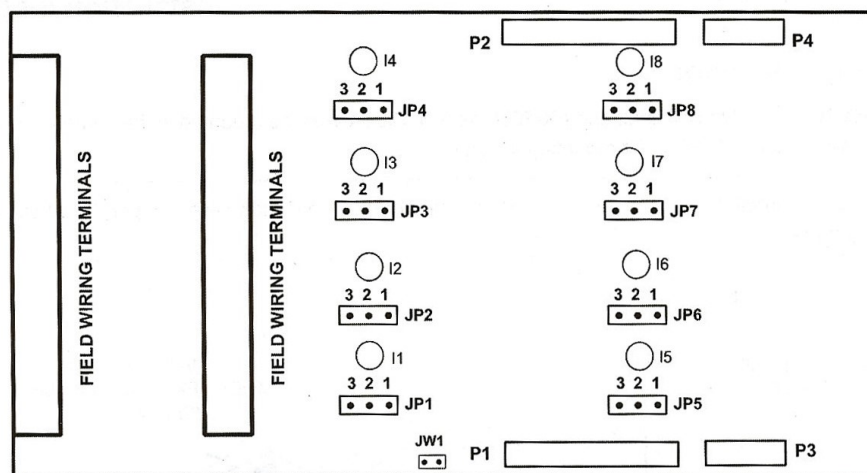 P2
P4
I4
3 2 1
JP4
I8
3 2 1
JP8
FIELD WIRING TERMINALS
FIELD WIRING TERMINALS
I3
3 2 1
JP3
I7
3 2 1
JP7
I2
3 2 1
JP2
I6
3 2 1
JP6
I1
3 2 1
JP1
I5
3 2 1
JP5
JW1
P1
P3